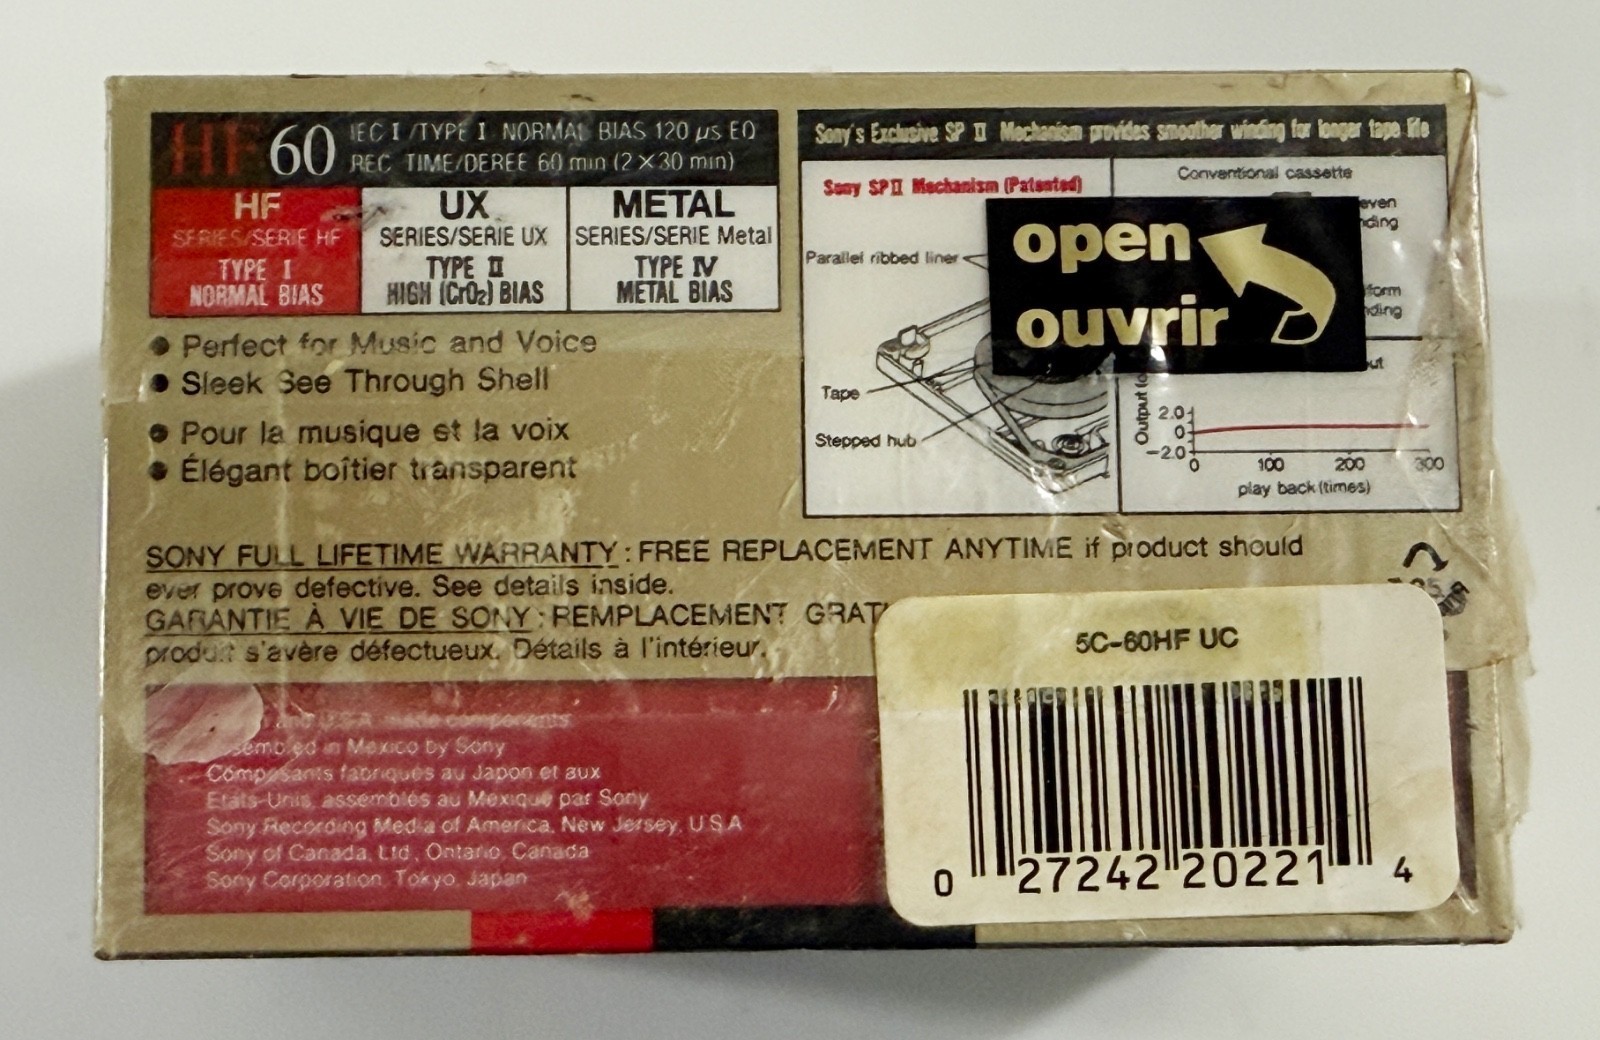 HF 60 IEC I/TYPE I NORMAL BIAS 120 µs EQ
REC TIME/DEREE 60 min (2×30 min)
HF
SERIES/SERIE HF
TYPE I
NORMAL BIAS
UX
SERIES/SERIE UX
TYPE II
HIGH (CrO₂) BIAS
METAL
SERIES/SERIE Metal
TYPE IV
METAL BIAS
● Perfect for Music and Voice
● Sleek See Through Shell
● Pour la musique et la voix
● Élégant boîtier transparent
Sony's Exclusive SP II Mechanism provides smoother winding for longer tape life
Sony SP II Mechanism (Patented)
Parallel ribbed liner
Tape
Stepped hub
Conventional cassette
open
ouvrir
Output
2.0
0
-2.0
0 100 200 300
play back (times)
SONY FULL LIFETIME WARRANTY : FREE REPLACEMENT ANYTIME if product should
ever prove defective. See details inside.
GARANTIE À VIE DE SONY : REMPLACEMENT
produit s'avère défectueux. Détails à l'intérieur.
and U.S.A. made components
Assembled in Mexico by Sony
Composants fabriqués au Japon et aux
Etats-Unis, assemblés au Mexique par Sony
Sony Recording Media of America, New Jersey, U.S.A
Sony of Canada, Ltd., Ontario, Canada
Sony Corporation, Tokyo, Japan
5C-60HF UC
0 27242 20221 4